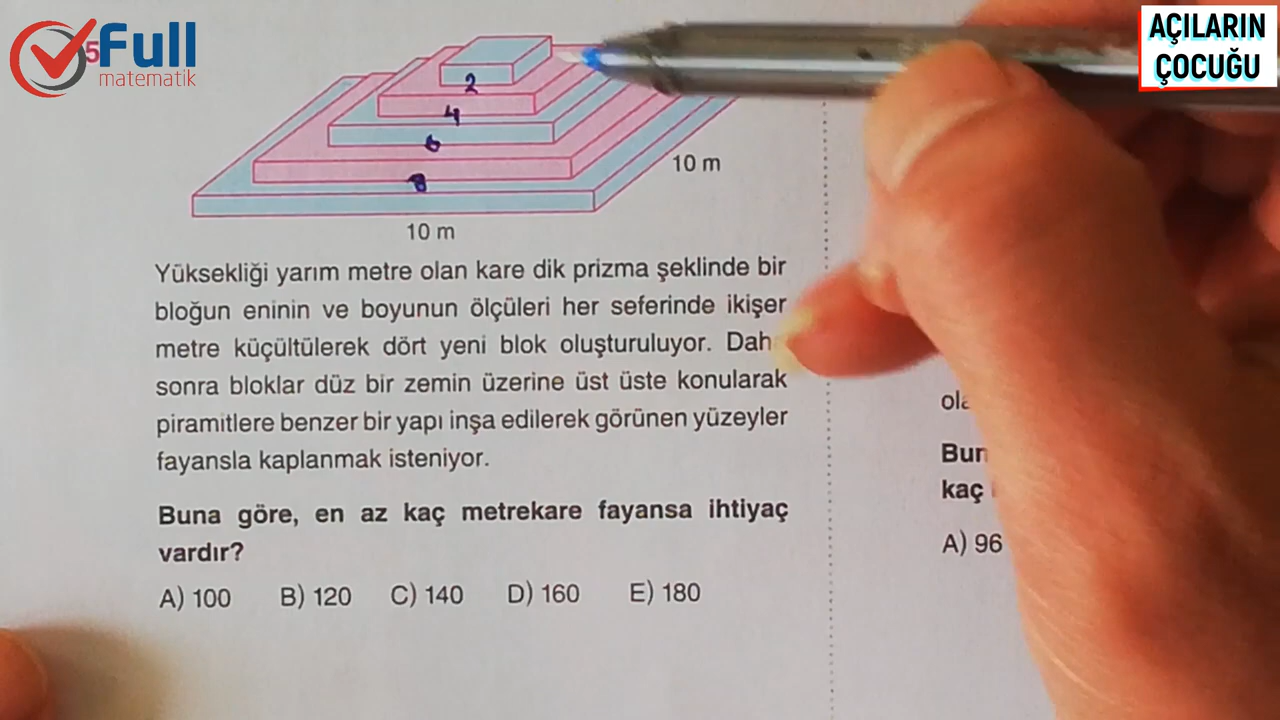 5
Full
matematik
AÇILARIN
ÇOCUĞU
2
4
6
8
10 m
10 m
Yüksekliği yarım metre olan kare dik prizma şeklinde bir
bloğun eninin ve boyunun ölçüleri her seferinde ikişer
metre küçültülerek dört yeni blok oluşturuluyor.
sonra bloklar düz bir zemin üzerine üst üste konularak
piramitlere benzer bir yapı inşa edilerek görünen yüzeyler
fayansla kaplanmak isteniyor.
Buna göre, en az kaç metrekare fayansa ihtiyaç
vardır?
A) 100 B) 120 C) 140 D) 160 E) 180
kaç
A) 96